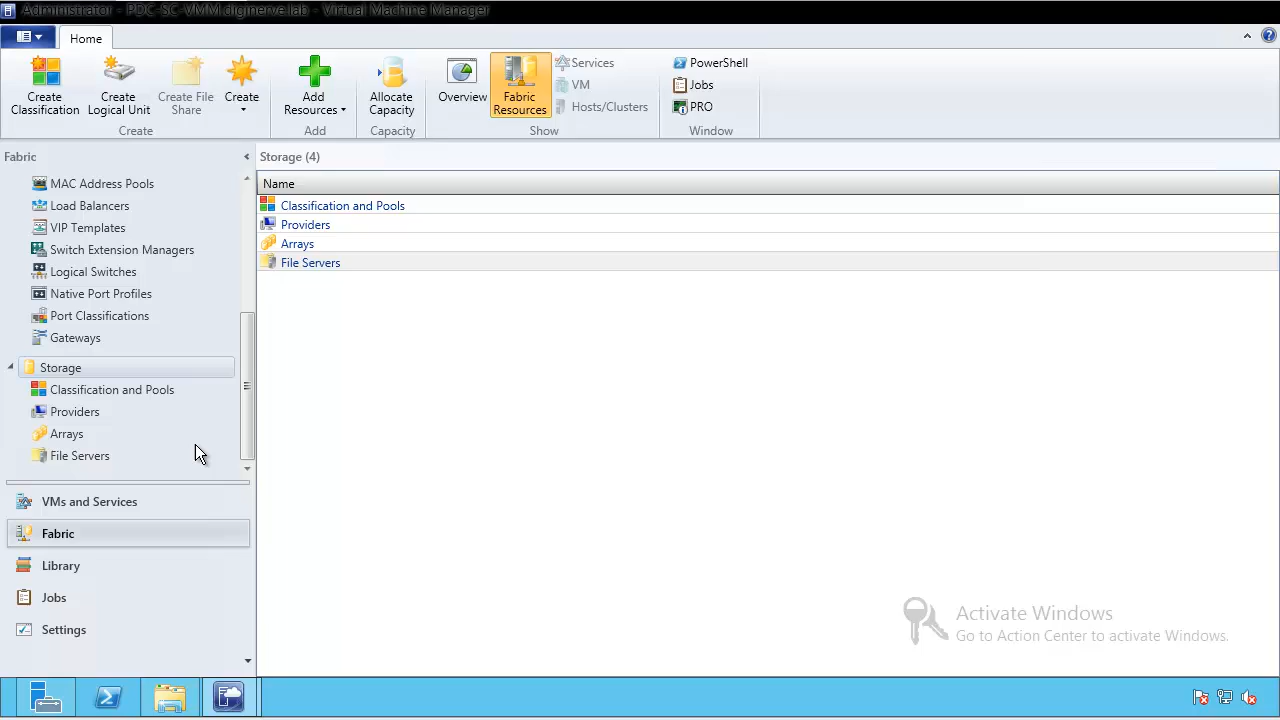 Administrator - PDC-SC-VMM.diginerve.lab - Virtual Machine Manager
Home
Create Classification
Create Logical Unit
Create File Share
Create
Create
Add Resources
Add
Allocate Capacity
Capacity
Overview
Fabric Resources
Services
VM
Hosts/Clusters
Show
PowerShell
Jobs
PRO
Window
Fabric
MAC Address Pools
Load Balancers
VIP Templates
Switch Extension Managers
Logical Switches
Native Port Profiles
Port Classifications
Gateways
Storage
Classification and Pools
Providers
Arrays
File Servers
VMs and Services
Fabric
Library
Jobs
Settings
Storage (4)
Name
Classification and Pools
Providers
Arrays
File Servers
Activate Windows
Go to Action Center to activate Windows.